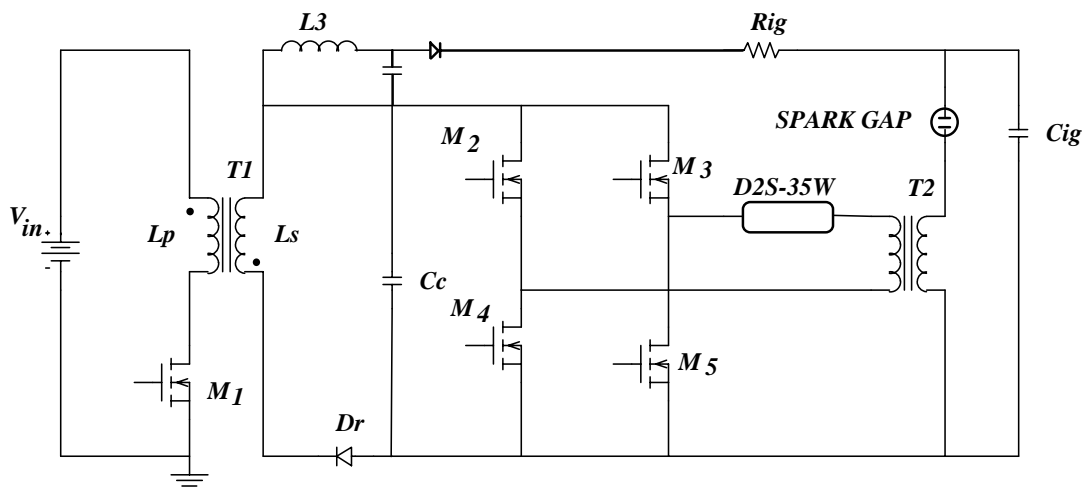 L3
Rig
M2
SPARK GAP
Cig
T1
M3
D2S-35W
T2
Vin
+
-
Lp
Ls
Cc
M4
M5
M1
Dr